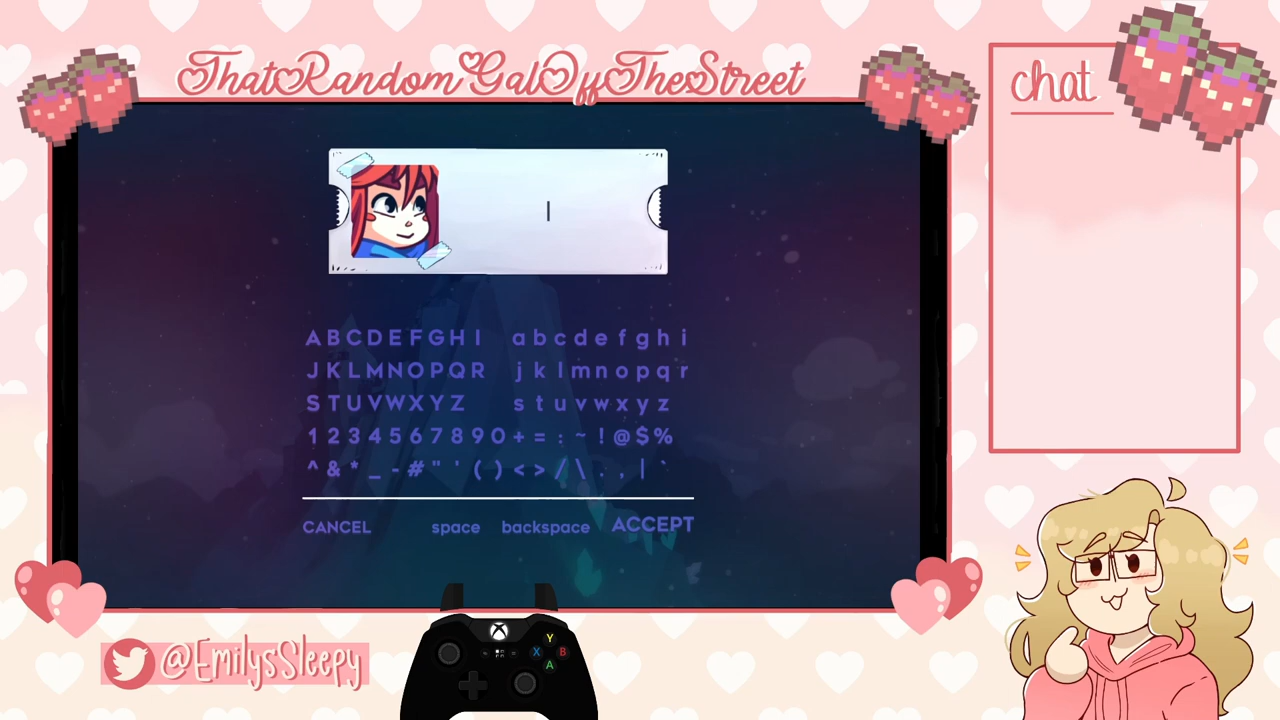 ThatRandomGalOffTheStreet
chat
ABCDEFGHI abcdefghi
JKLMNOPQR jklmnopqr
STUVWXYZ stuvwxyz
1234567890+=:~!@$%
^&*_-#"'()<>/\.,|`
CANCEL space backspace ACCEPT
Y
X B
A
@EmilysSleepy